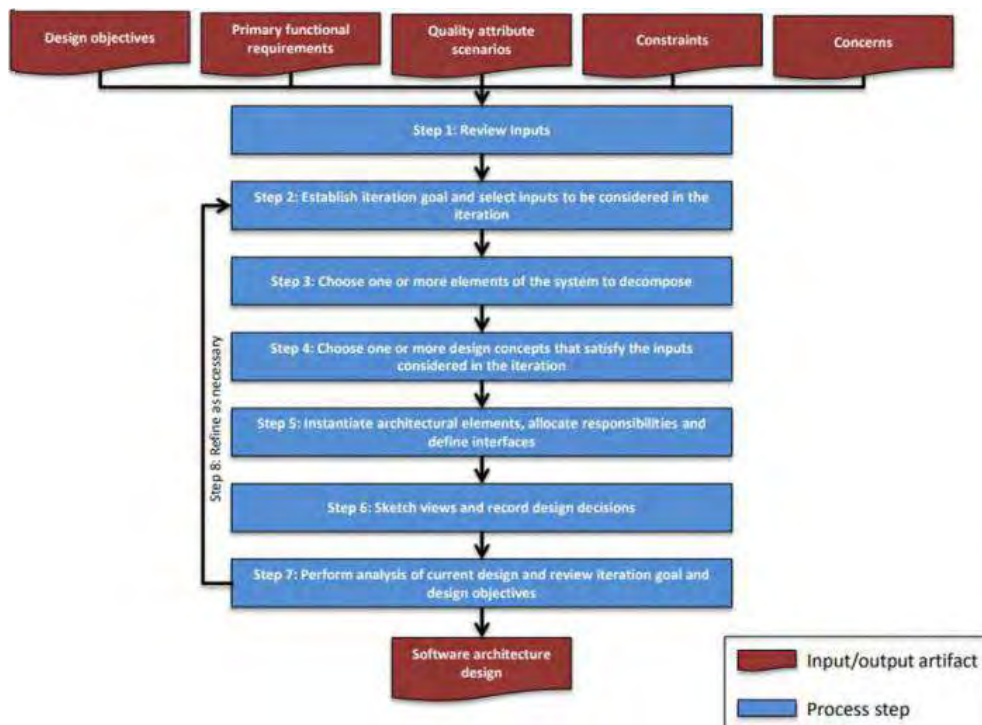 Design objectives
Primary functional
requirements
Quality attribute
scenarios
Constraints
Concerns
Step 1: Review Inputs
Step 2: Establish iteration goal and select inputs to be considered in the
iteration
Step 3: Choose one or more elements of the system to decompose
Step 4: Choose one or more design concepts that satisfy the inputs
considered in the iteration
Step 5: Instantiate architectural elements, allocate responsibilities and
define interfaces
Step 6: Sketch views and record design decisions
Step 7: Perform analysis of current design and review iteration goal and
design objectives
Step 8: Refine as necessary
Software architecture
design
Input/output artifact
Process step